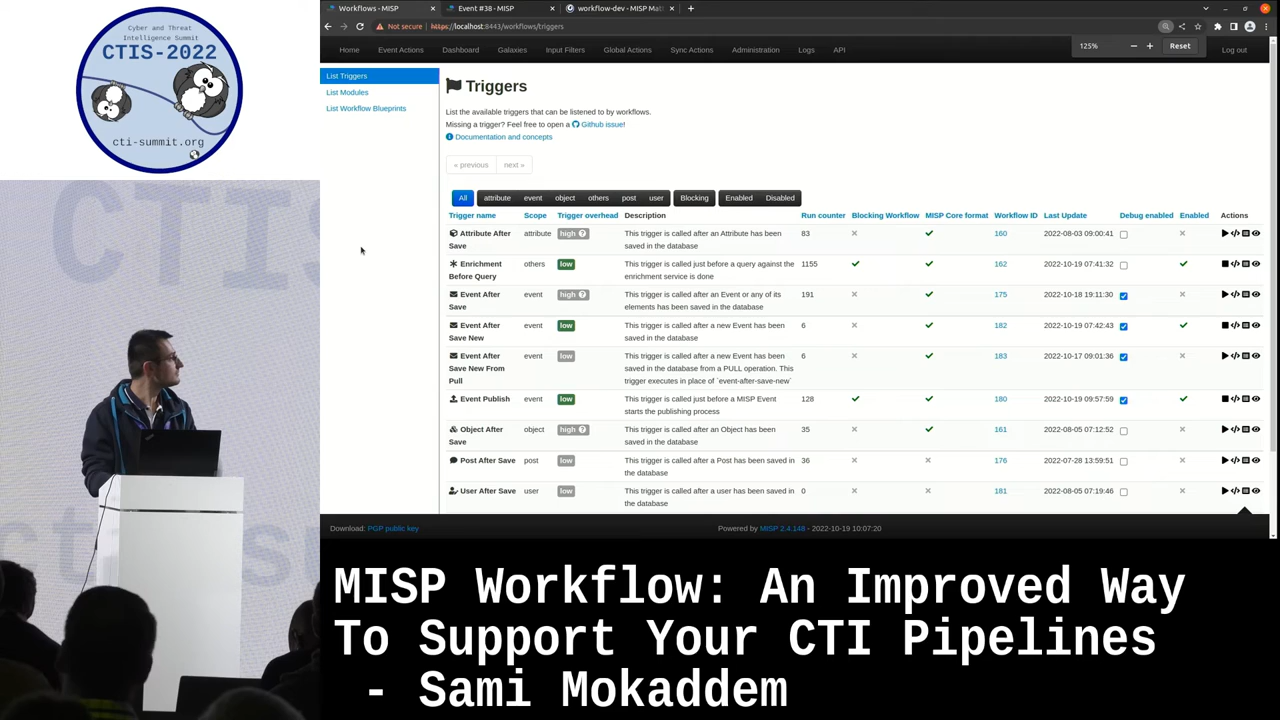 Cyber and Threat
Intelligence Summit
CTIS-2022
cti-summit.org
Workflows - MISP
Event #38 - MISP
workflow-dev - MISP Mat
Not secure
https://localhost:8443/workflows/triggers
Home Event Actions Dashboard Galaxies Input Filters Global Actions Sync Actions Administration Logs API Log out
125% Reset
List Triggers
List Modules
List Workflow Blueprints
Triggers
List the available triggers that can be listened to by workflows.
Missing a trigger? Feel free to open a Github issue!
Documentation and concepts
« previous next »
All attribute event object others post user Blocking Enabled Disabled
Trigger name Scope Trigger overhead Description Run counter Blocking Workflow MISP Core format Workflow ID Last Update Debug enabled Enabled Actions
Attribute After attribute high This trigger is called after an Attribute has been 83 160 2022-08-03 09:00:41
Save saved in the database
Enrichment others low This trigger is called just before a query against the 1155 162 2022-10-19 07:41:32
Before Query enrichment service is done
Event After event high This trigger is called after an Event or any of its 191 175 2022-10-18 19:11:30
Save elements has been saved in the database
Event After event low This trigger is called after a new Event has been 6 182 2022-10-19 07:42:43
Save New saved in the database
Event After event low This trigger is called after a new Event has been 6 183 2022-10-17 09:01:36
Save New From saved in the database from a PULL operation. This
Pull trigger executes in place of `event-after-save-new`
Event Publish event low This trigger is called just before a MISP Event 128 180 2022-10-19 09:57:59
starts the publishing process
Object After object high This trigger is called after an Object has been 35 161 2022-08-05 07:12:52
Save saved in the database
Post After Save post low This trigger is called after a Post has been saved in 36 176 2022-07-28 13:59:51
the database
User After Save user low This trigger is called after a user has been saved in 0 181 2022-08-05 07:19:46
the database
Download: PGP public key Powered by MISP 2.4.148 - 2022-10-19 10:07:20
MISP Workflow: An Improved Way
To Support Your CTI Pipelines
- Sami Mokaddem